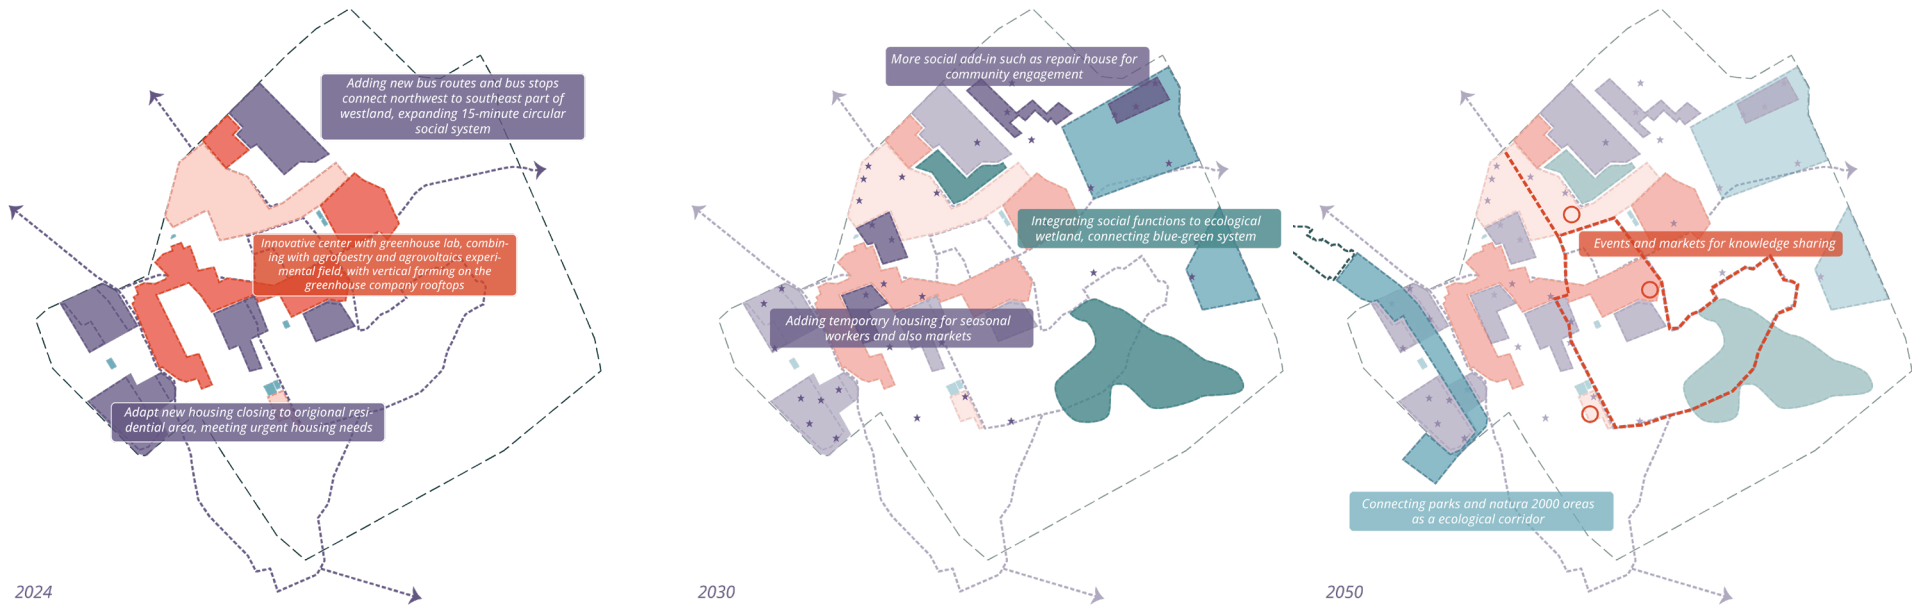 Adding new bus routes and bus stops
connect northwest to southeast part of
westland, expanding 15-minute circular
social system
Innovative center with greenhouse lab, combin-
ing with agrofoestry and agrovoltaics experi-
mental field, with vertical farming on the
greenhouse company rooftops
Adapt new housing closing to origional resi-
dential area, meeting urgent housing needs
2024
More social add-in such as repair house for
community engagement
Integrating social functions to ecological
wetland, connecting blue-green system
Adding temporary housing for seasonal
workers and also markets
2030
Events and markets for knowledge sharing
Connecting parks and natura 2000 areas
as a ecological corridor
2050